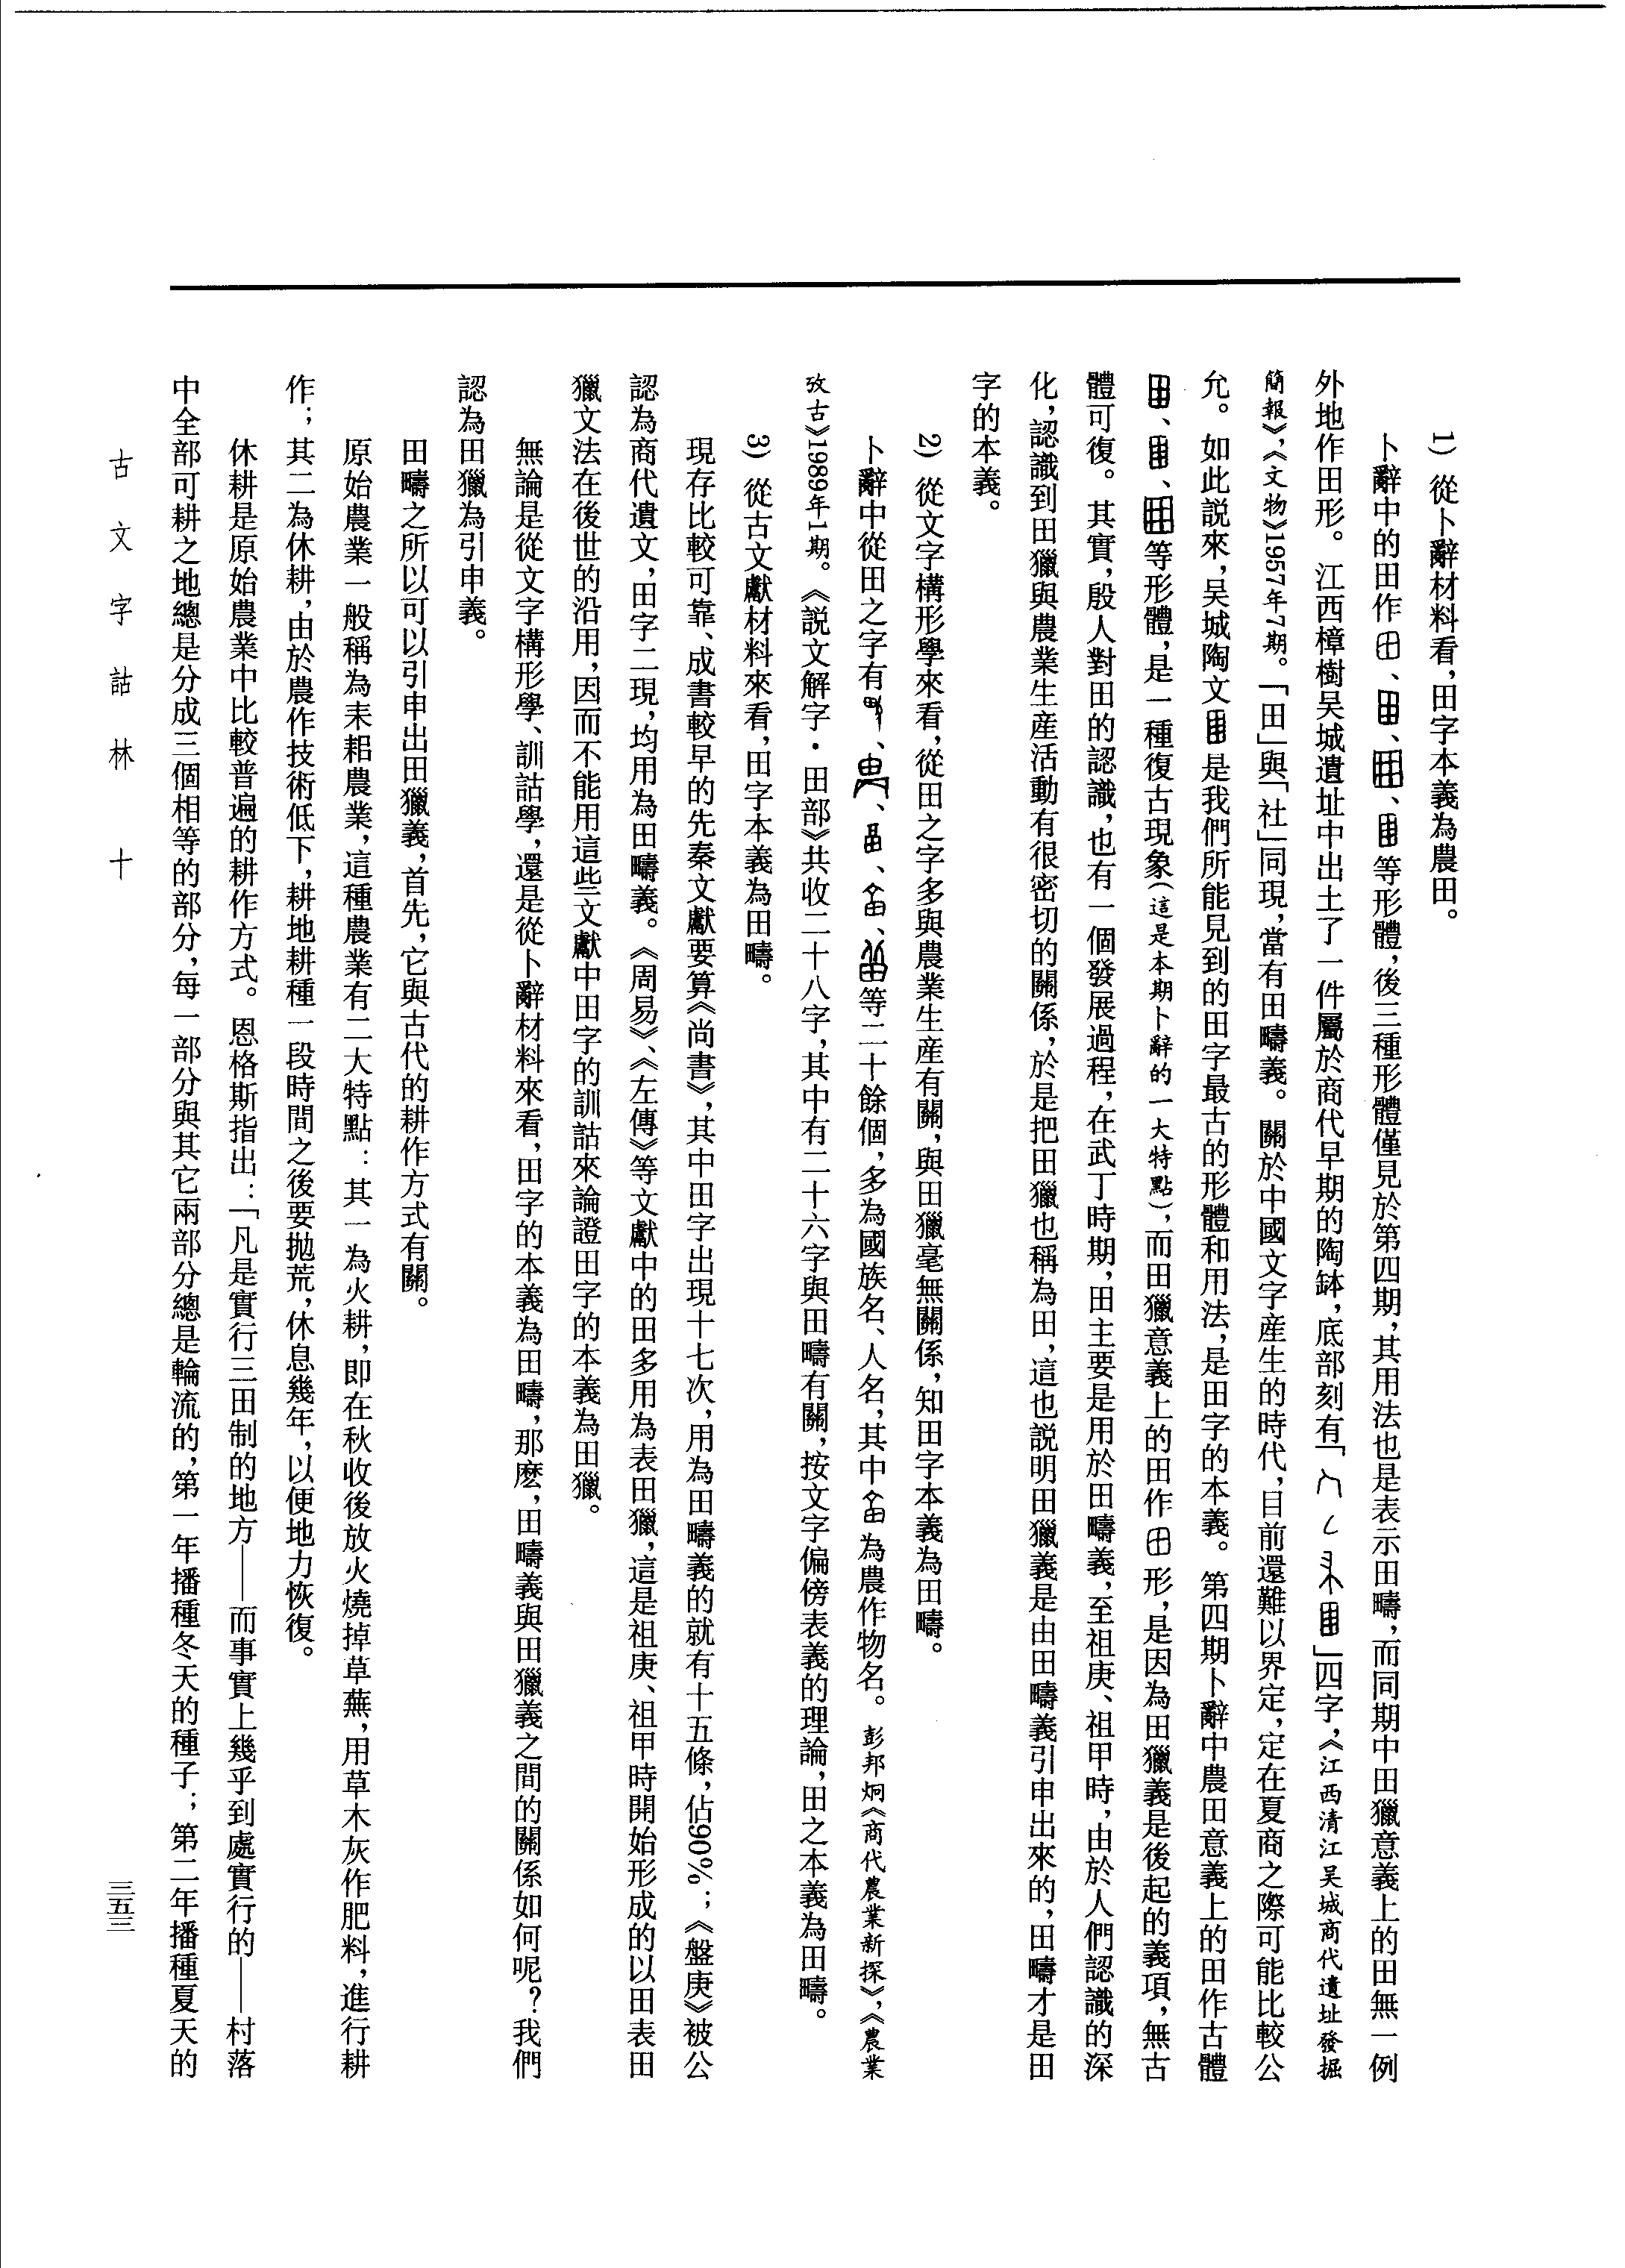 1) 從卜辭材料看，田字本義為農田。
卜辭中的田作、、、等形體，後三種形體僅見於第四期，其用法也是表示田疇，而同期中田獵意義上的田無一例
外地作田形。江西樟樹吴城遺址中出土了一件屬於商代早期的陶缽，底部刻有「」四字，《江西清江吴城商代遺址發掘
簡報》，《文物》1957年7期。「田」與「社」同現，當有田疇義。關於中國文字産生的時代，目前還難以界定，定在夏商之際可能比較公
允。如此説來，吴城陶文是我們所能見到的田字最古的形體和用法，是田字的本義。第四期卜辭中農田意義上的田作古體
、、等形體，是一種復古現象（這是本期卜辭的一大特點），而田獵意義上的田作形，是因為田獵義是後起的義項，無古
體可復。其實，殷人對田的認識，也有一個發展過程，在武丁時期，田主要是用於田疇義，至祖庚、祖甲時，由於人們認識的深
化，認識到田獵與農業生産活動有很密切的關係，於是把田獵也稱為田，這也説明田獵義是由田疇義引申出來的，田疇才是田
字的本義。
2) 從文字構形學來看，從田之字多與農業生産有關，與田獵毫無關係，知田字本義為田疇。
卜辭中從田之字有、、、、等二十餘個，多為國族名、人名，其中為農作物名。彭邦炯《商代農業新探》，《農業
攷古》1989年1期。《説文解字·田部》共收二十八字，其中有二十六字與田疇有關，按文字偏傍表義的理論，田之本義為田疇。
3) 從古文獻材料來看，田字本義為田疇。
現存比較可靠、成書較早的先秦文獻要算《尚書》，其中田字出現十七次，用為田疇義的就有十五條，佔90%；《盤庚》被公
認為商代遺文，田字二現，均用為田疇義。《周易》、《左傳》等文獻中的田多用為表田獵，這是祖庚、祖甲時開始形成的以田表田
獵文法在後世的沿用，因而不能用這些文獻中田字的訓詁來論證田字的本義為田獵。
無論是從文字構形學、訓詁學，還是從卜辭材料來看，田字的本義為田疇，那麽，田疇義與田獵義之間的關係如何呢？我們
認為田獵為引申義。
田疇之所以可以引申出田獵義，首先，它與古代的耕作方式有關。
原始農業一般稱為耒耜農業，這種農業有二大特點：其一為火耕，即在秋收後放火燒掉草蕪，用草木灰作肥料，進行耕
作；其二為休耕，由於農作技術低下，耕地耕種一段時間之後要抛荒，休息幾年，以便地力恢復。
休耕是原始農業中比較普遍的耕作方式。恩格斯指出：「凡是實行三田制的地方——而事實上幾乎到處實行的——村落
中全部可耕之地總是分成三個相等的部分，每一部分與其它兩部分總是輪流的，第一年播種冬天的種子；第二年播種夏天的
古文字詁林 十
三五三